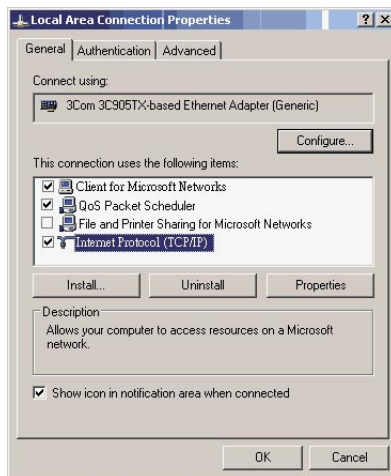 Local Area Connection Properties
General Authentication Advanced
Connect using:
3Com 3C905TX-based Ethernet Adapter (Generic)
Configure...
This connection uses the following items:
Client for Microsoft Networks
QoS Packet Scheduler
File and Printer Sharing for Microsoft Networks
Internet Protocol (TCP/IP)
Install... Uninstall Properties
Description
Allows your computer to access resources on a Microsoft
network.
Show icon in notification area when connected
OK Cancel